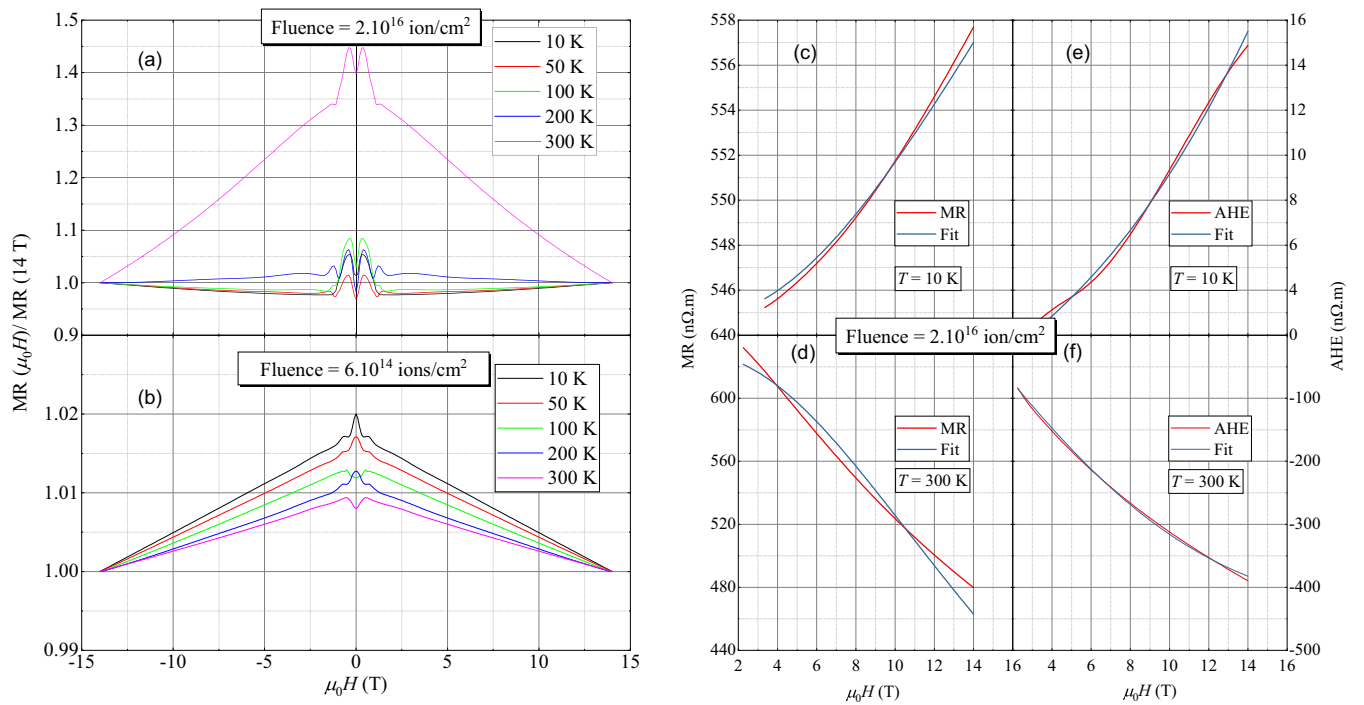 Fluence = 2.10^16 ion/cm^2
(a)
10 K
50 K
100 K
200 K
300 K
1.5
1.4
1.3
1.2
1.1
1.0
0.9
MR (μ₀H)/ MR (14 T)
Fluence = 6.10^14 ions/cm^2
(b)
10 K
50 K
100 K
200 K
300 K
1.02
1.01
1.00
0.99
-15 -10 -5 0 5 10 15
μ₀H (T)
(c)
558
556
554
552
550
548
546
640
MR
Fit
T = 10 K
(e)
16
14
12
10
8
6
4
2
0
AHE
Fit
T = 10 K
MR (nΩ.m)
Fluence = 2.10^16 ion/cm^2
AHE (nΩ.m)
(d)
600
560
520
480
440
MR
Fit
T = 300 K
(f)
-100
-200
-300
-400
-500
AHE
Fit
T = 300 K
2 4 6 8 10 12 14 16 4 6 8 10 12 14 16
μ₀H (T)
μ₀H (T)